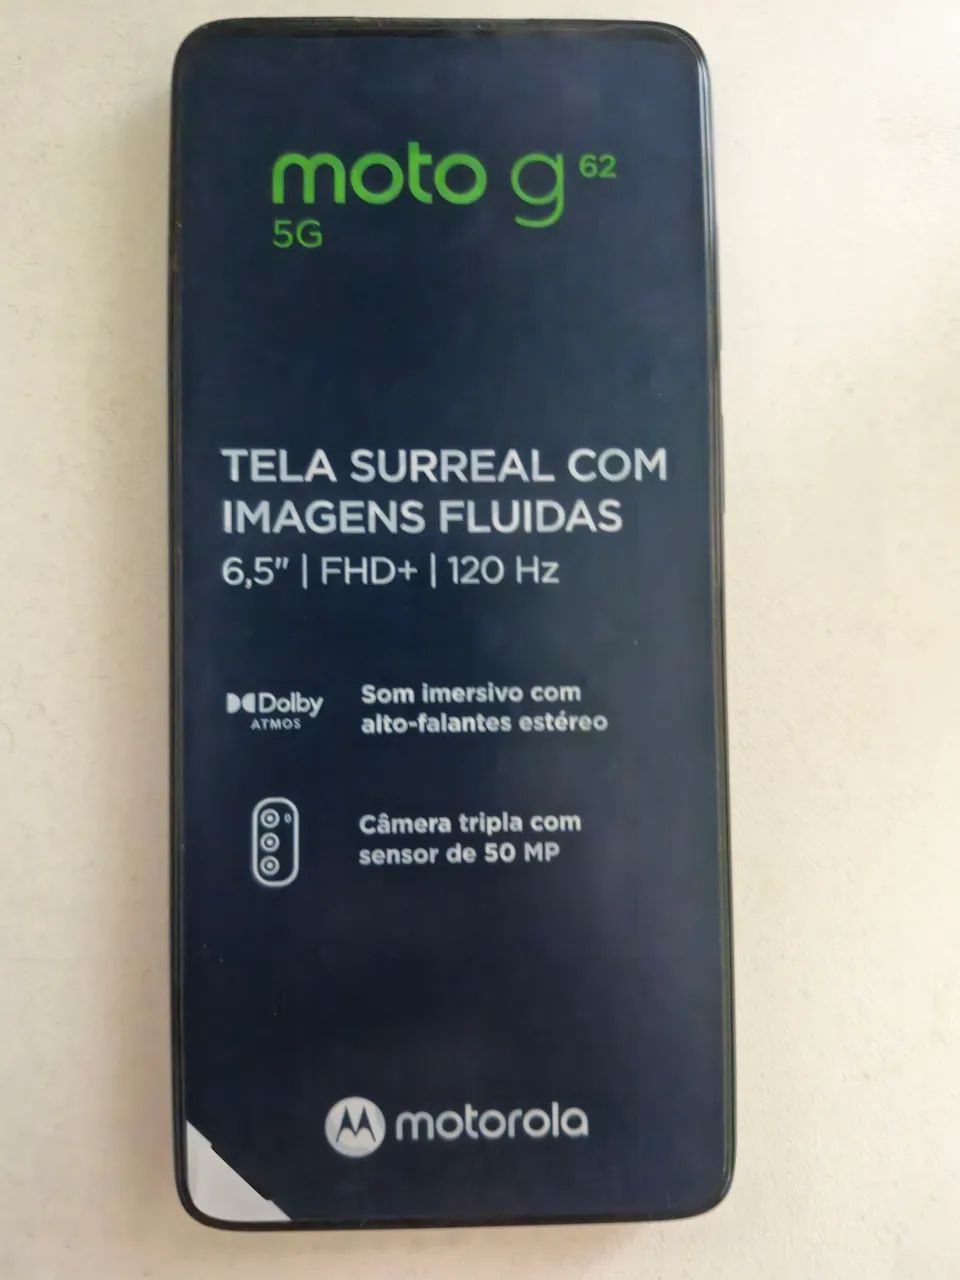 moto g 62
5G
TELA SURREAL COM
IMAGENS FLUIDAS
6,5" | FHD+ | 120 Hz
Dolby
ATMOS
Som imersivo com
alto-falantes estéreo
Câmera tripla com
sensor de 50 MP
motorola